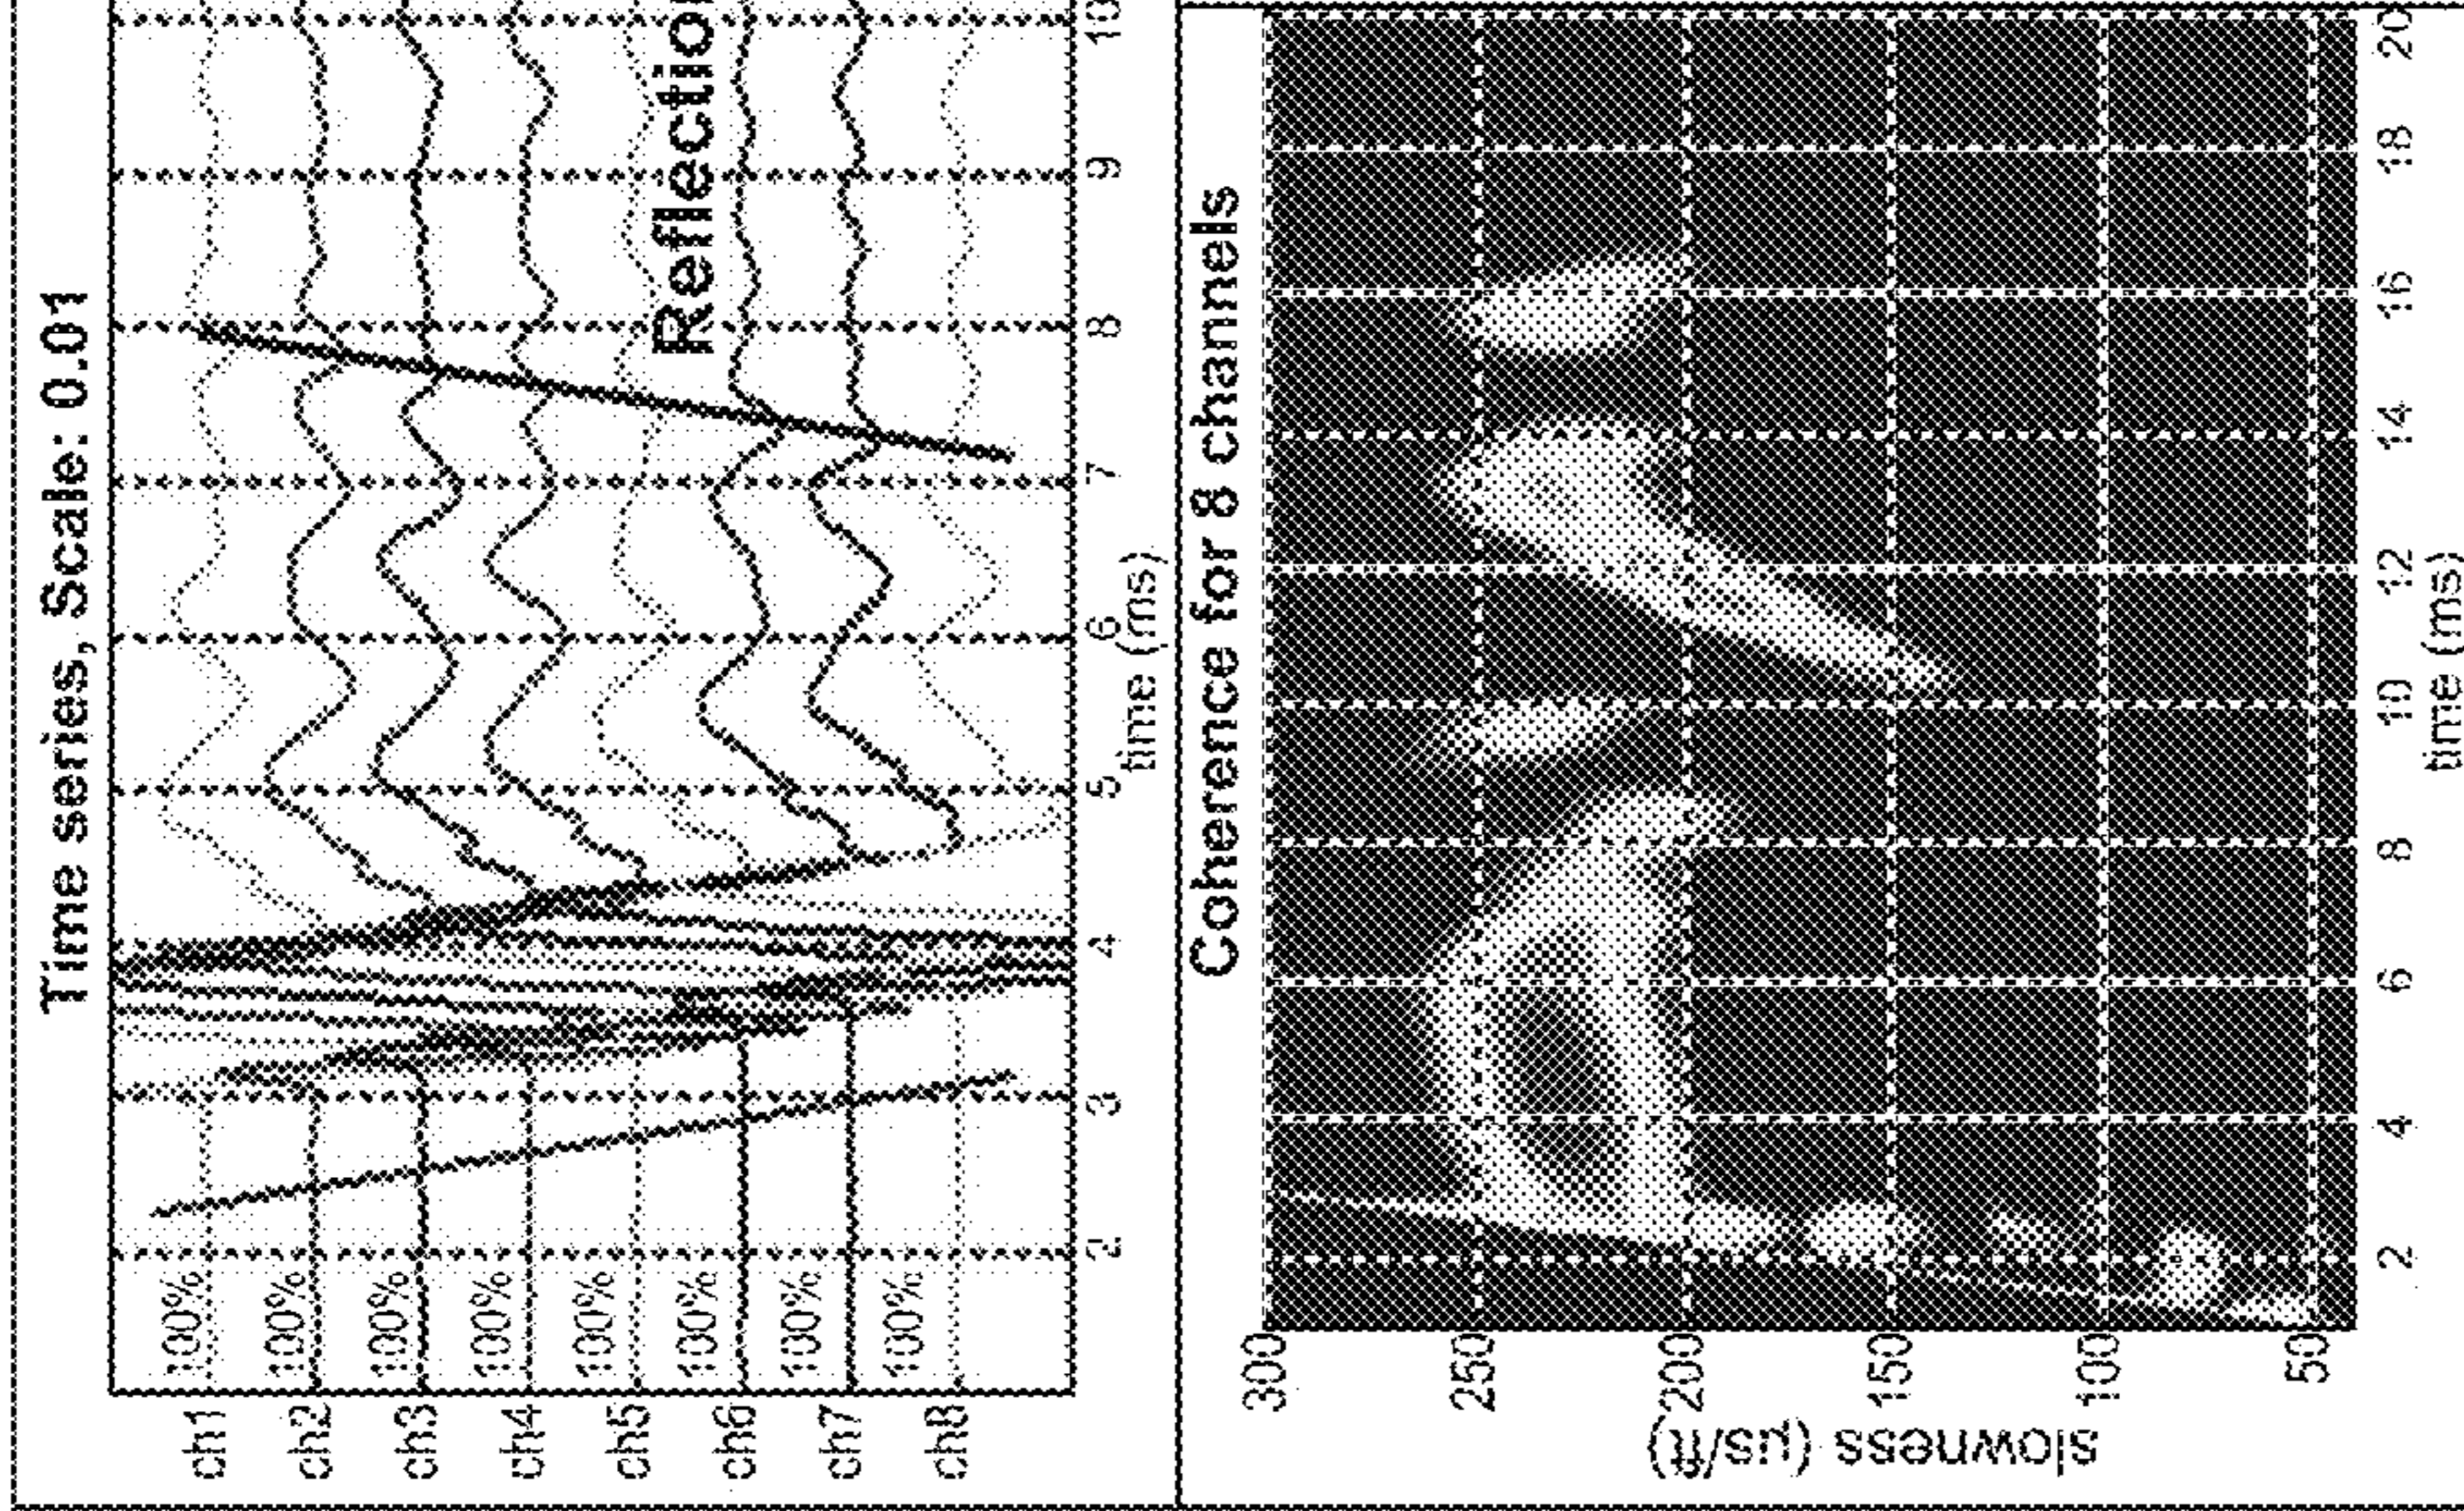 Time series, Scale: 0.01
ch1 100%
ch2 100%
ch3 100%
ch4 100%
ch5 100%
ch6 100%
ch7 100%
ch8 100%
Reflection
2 3 4 5 6 7 8 9 10
time (ms)
Coherence for 8 channels
slowness (µs/ft)
300
250
200
150
100
50
2 4 6 8 10 12 14 16 18 20
time (ms)